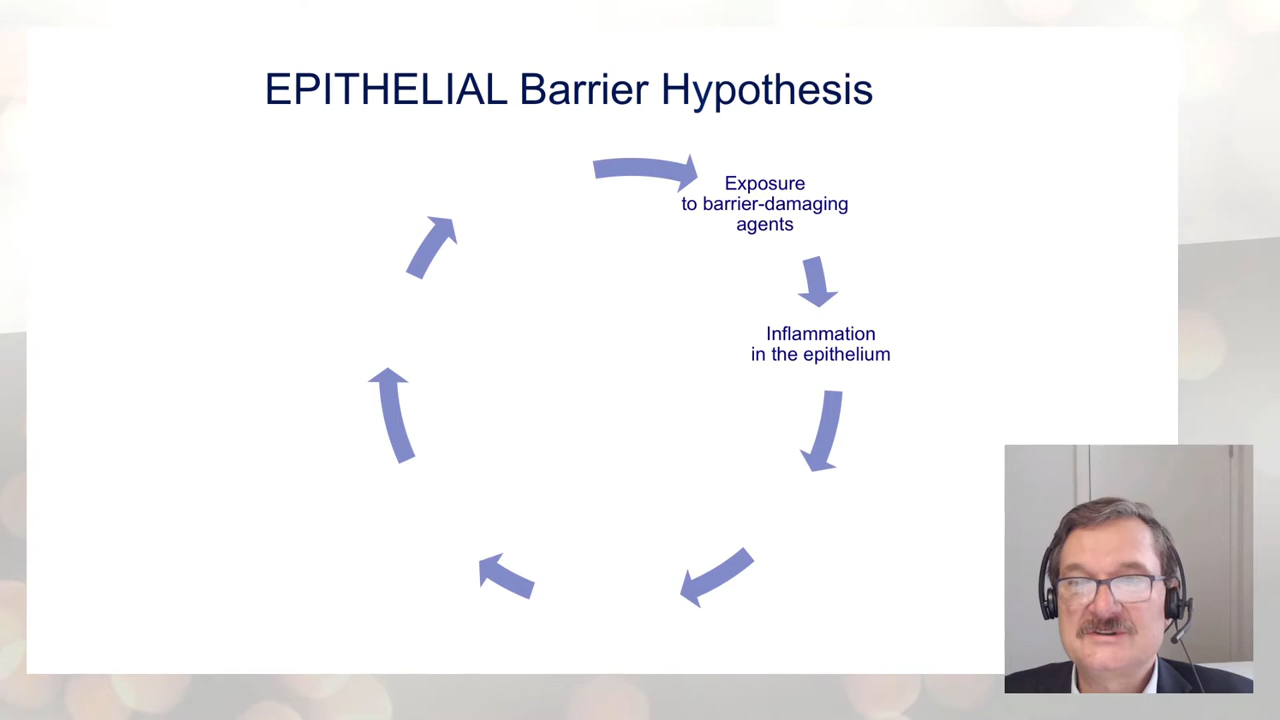 EPITHELIAL Barrier Hypothesis
Exposure
to barrier-damaging
agents
Inflammation
in the epithelium